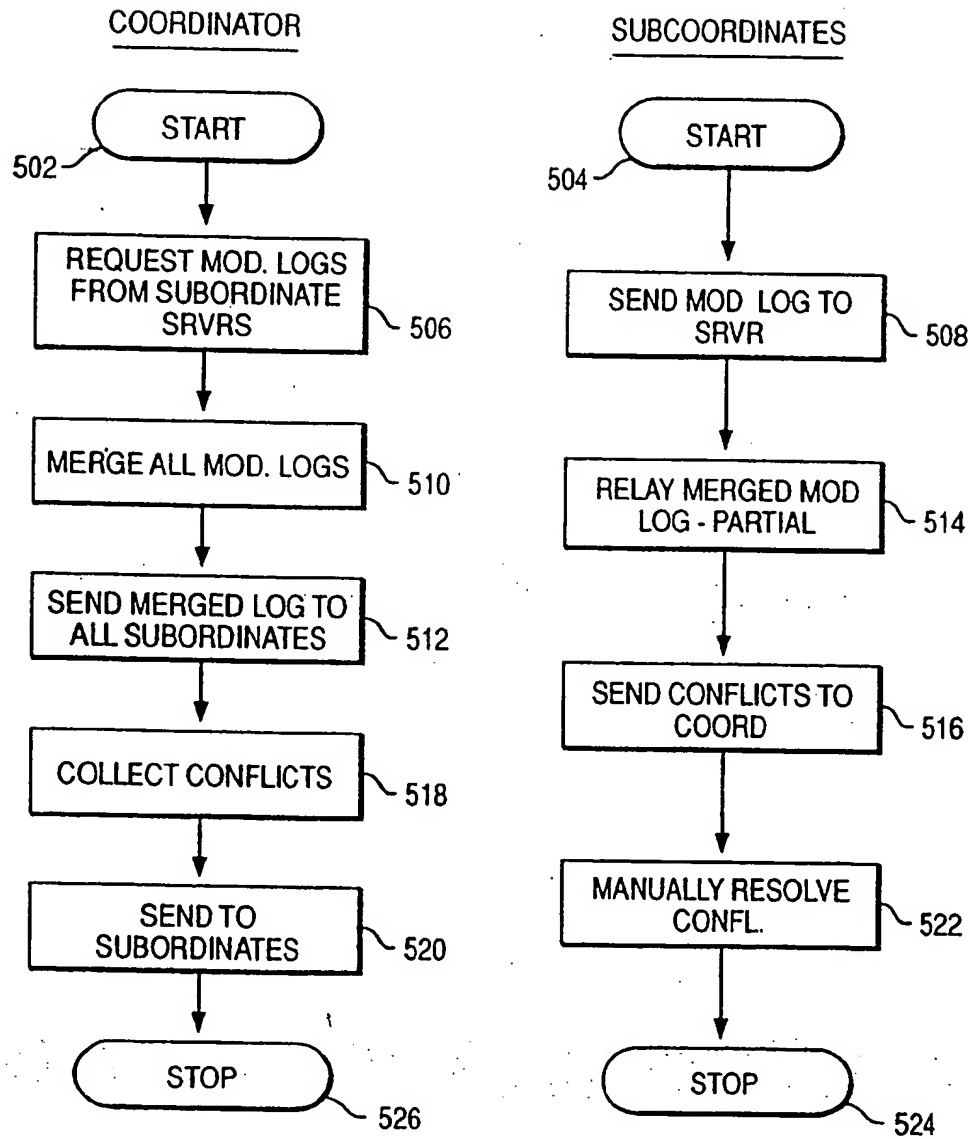 COORDINATOR
START
502
REQUEST MOD. LOGS
FROM SUBORDINATE
SRVRS
506
MERGE ALL MOD. LOGS
510
SEND MERGED LOG TO
ALL SUBORDINATES
512
COLLECT CONFLICTS
518
SEND TO
SUBORDINATES
520
STOP
526
SUBCOORDINATES
START
504
SEND MOD LOG TO
SRVR
508
RELAY MERGED MOD
LOG - PARTIAL
514
SEND CONFLICTS TO
COORD
516
MANUALLY RESOLVE
CONFL.
522
STOP
524